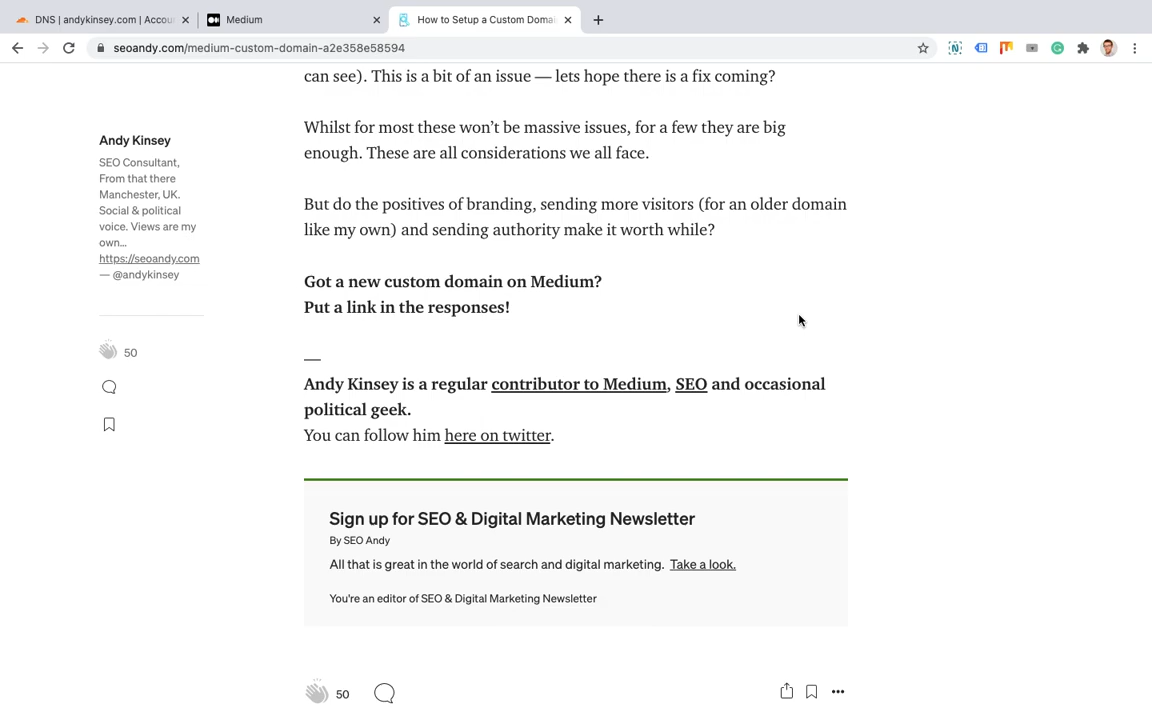 DNS | andykinsey.com | Accou
Medium
How to Setup a Custom Domai
seoandy.com/medium-custom-domain-a2e358e58594
can see). This is a bit of an issue — lets hope there is a fix coming?
Whilst for most these won’t be massive issues, for a few they are big
enough. These are all considerations we all face.
But do the positives of branding, sending more visitors (for an older domain
like my own) and sending authority make it worth while?
Got a new custom domain on Medium?
Put a link in the responses!
—
Andy Kinsey is a regular contributor to Medium, SEO and occasional
political geek.
You can follow him here on twitter.
Andy Kinsey
SEO Consultant,
From that there
Manchester, UK.
Social & political
voice. Views are my
own…
https://seoandy.com
— @andykinsey
50
Sign up for SEO & Digital Marketing Newsletter
By SEO Andy
All that is great in the world of search and digital marketing. Take a look.
You're an editor of SEO & Digital Marketing Newsletter
50